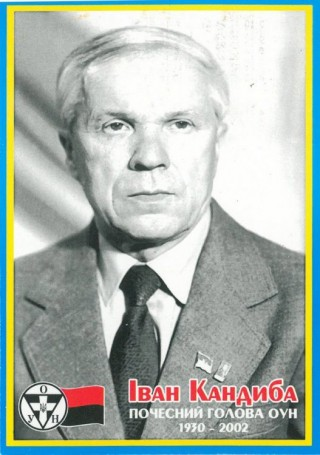 О
У Н
Іван Кандиба
ПОЧЕСНИЙ ГОЛОВА ОУН
1930 - 2002